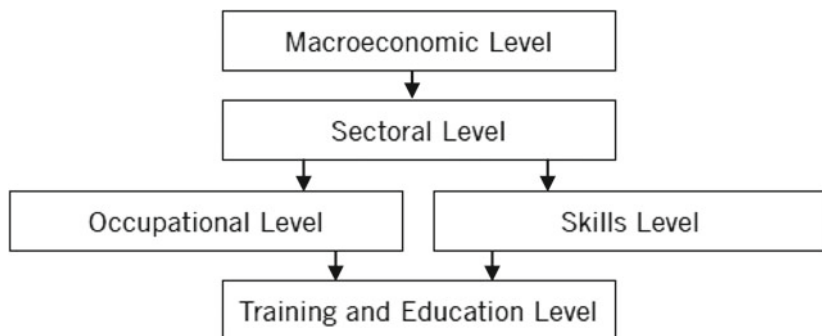 Macroeconomic Level
Sectoral Level
Occupational Level
Skills Level
Training and Education Level